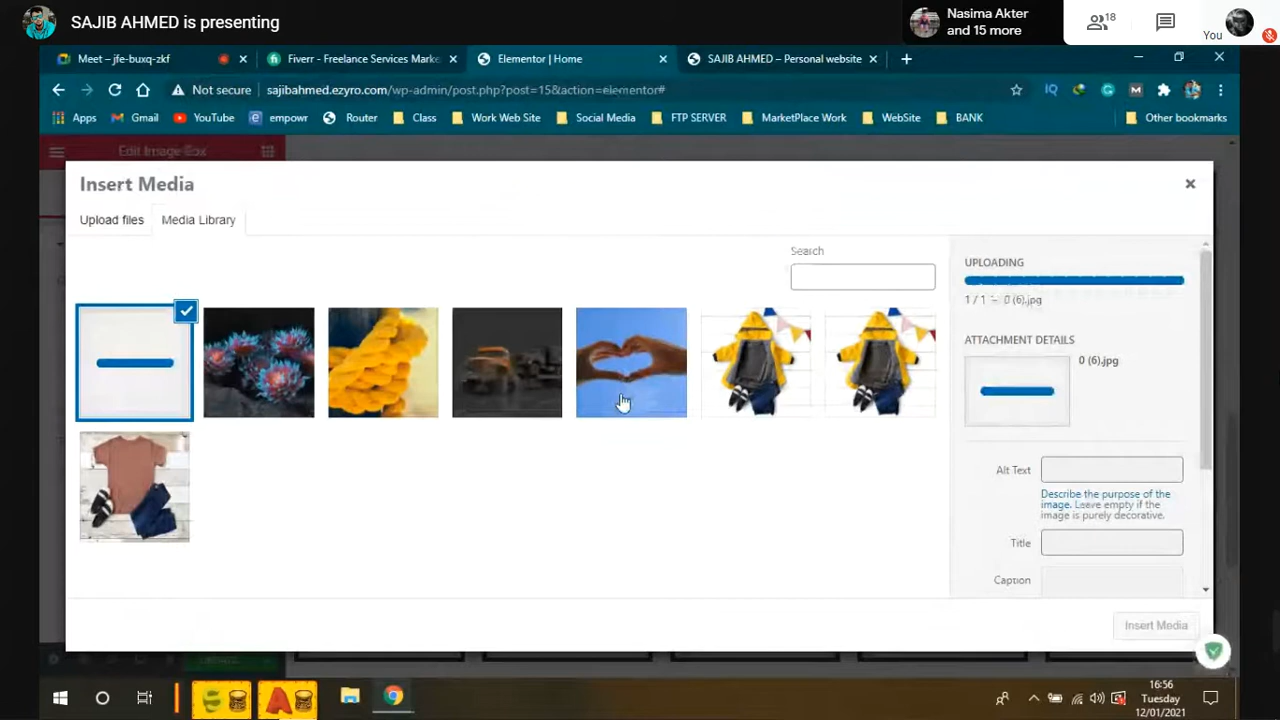 SAJIB AHMED is presenting
Nasima Akter
and 15 more
18
You
Meet – jfe-buxq-zkf
Fiverr - Freelance Services Marke
Elementor | Home
SAJIB AHMED – Personal website
Not secure
sajibahmed.ezyro.com/wp-admin/post.php?post=15&action=elementor#
Apps
Gmail
YouTube
empowr
Router
Class
Work Web Site
Social Media
FTP SERVER
MarketPlace Work
WebSite
BANK
Other bookmarks
Edit Image Box
Insert Media
Upload files
Media Library
Search
UPLOADING
1 / 1 – 0 (6).jpg
ATTACHMENT DETAILS
0 (6).jpg
Alt Text
Describe the purpose of the
image. Leave empty if the
image is purely decorative.
Title
Caption
Insert Media
16:56
Tuesday
12/01/2021